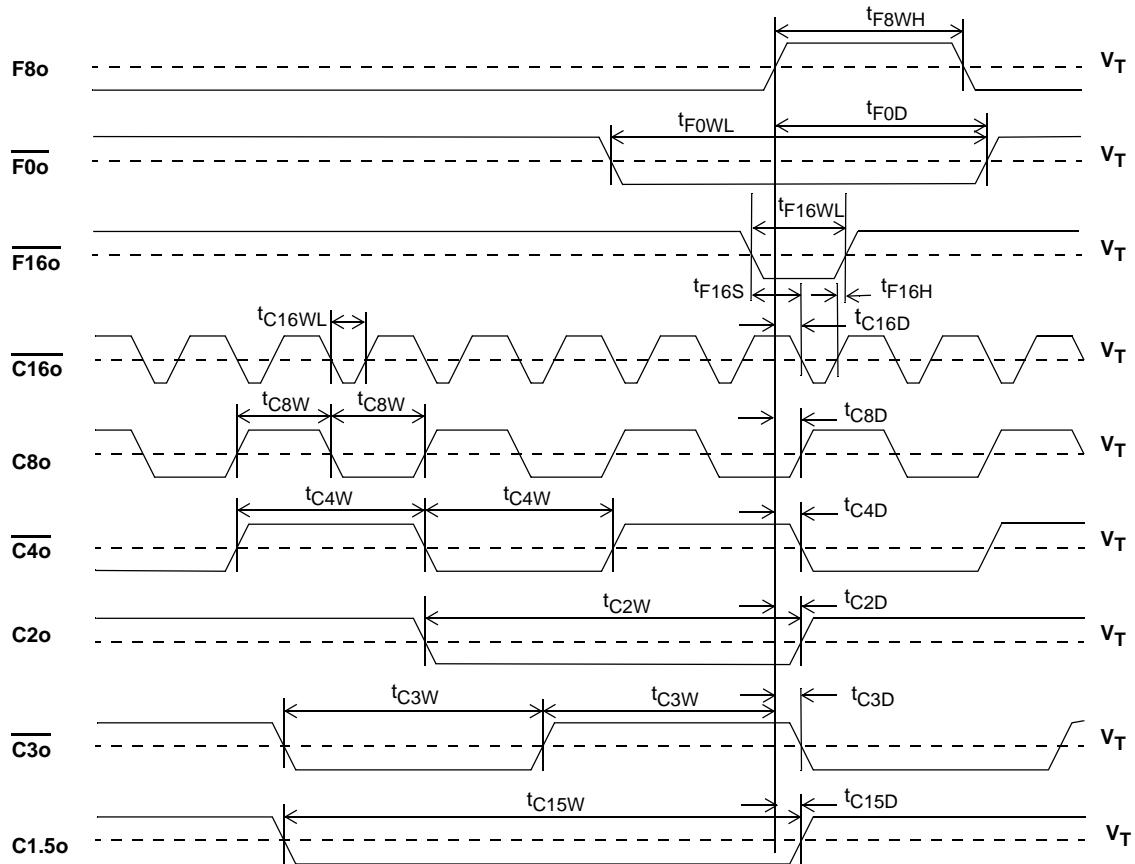 tF8WH
F8o VT
tF0WL tF0D
F0o VT
tF16WL
F16o VT
tF16S tF16H
tC16WL tC16D
C16o VT
tC8W tC8W tC8D
C8o VT
tC4W tC4W tC4D
C4o VT
tC2W tC2D
C2o VT
tC3W tC3W tC3D
C3o VT
tC15W tC15D
C1.5o VT